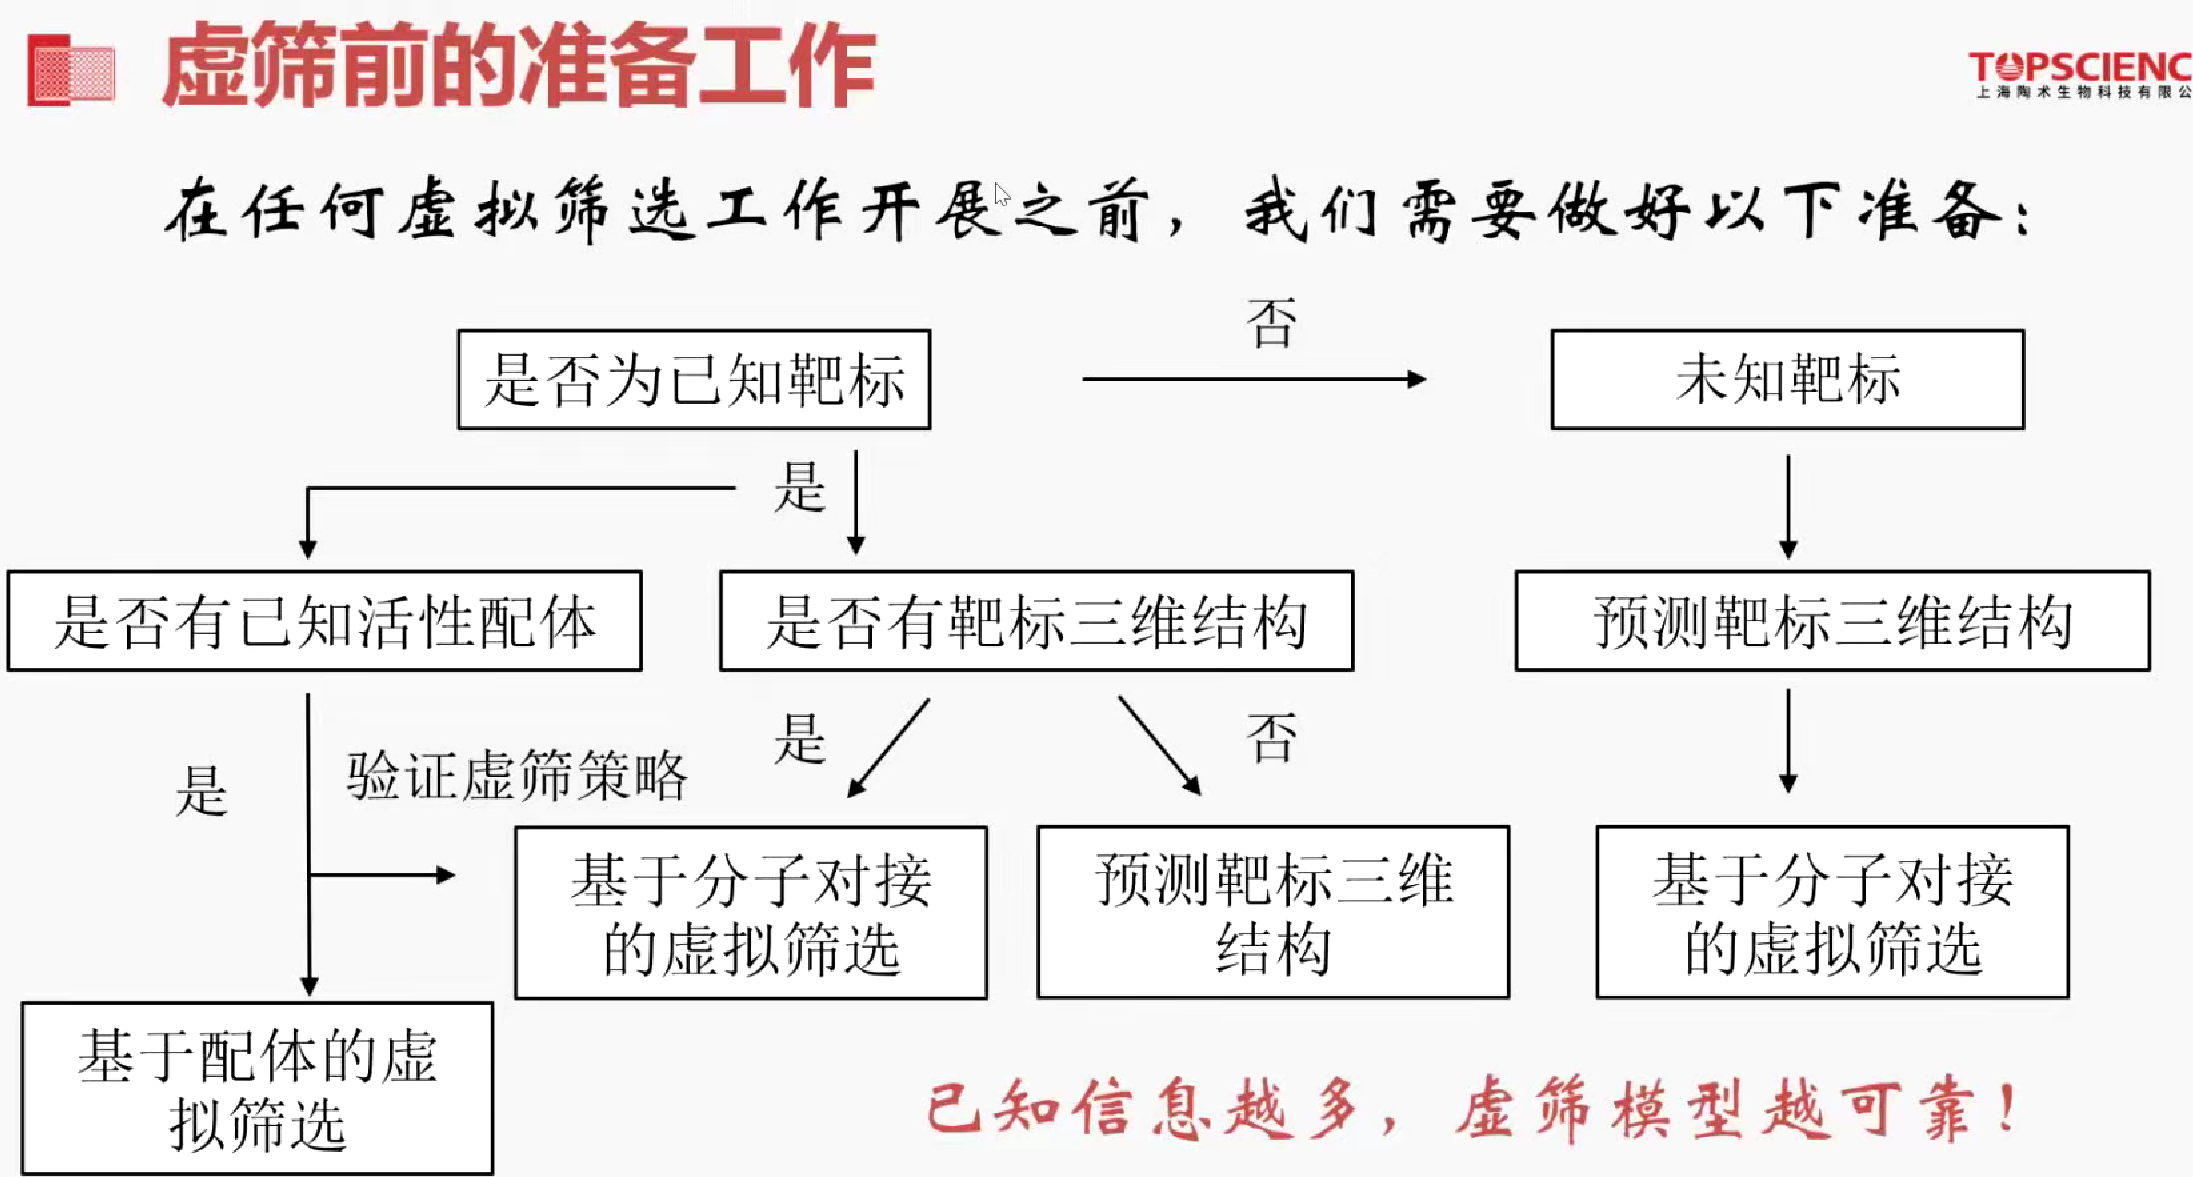 虚筛前的准备工作
TOPSCIENC
上海陶术生物科技有限公
在任何虚拟筛选工作开展之前，我们需要做好以下准备：
否
是否为已知靶标
未知靶标
是
是否有已知活性配体
是否有靶标三维结构
预测靶标三维结构
是
否
验证虚筛策略
是
基于分子对接
的虚拟筛选
预测靶标三维
结构
基于分子对接
的虚拟筛选
基于配体的虚
拟筛选
已知信息越多，虚筛模型越可靠！